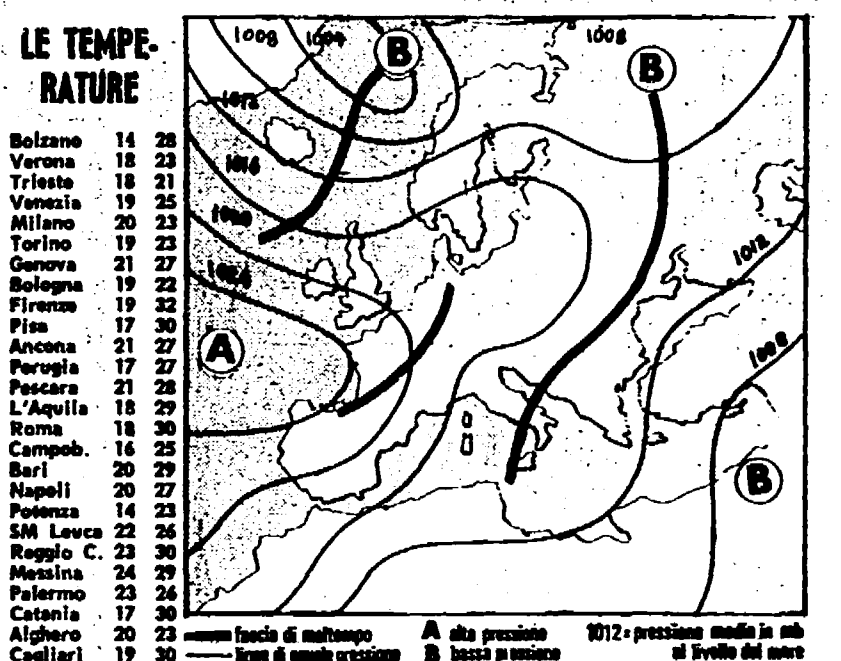 LE TEMPE-
RATURE
Bolzano 14 28
Verona 18 23
Trieste 18 21
Venezia 19 25
Milano 20 23
Torino 19 23
Genova 21 27
Bologna 19 22
Firenze 19 32
Pisa 17 30
Ancona 21 27
Perugia 17 27
Pescara 21 28
L'Aquila 18 29
Roma 18 30
Campob. 16 25
Bari 20 29
Napoli 20 27
Potenza 14 23
SM Leuca 22 26
Reggio C. 23 30
Messina 24 29
Palermo 23 26
Catania 17 30
Alghero 20 23
Cagliari 19 30
1008 1004 B 1008 B
1012
1016
1020
1024
1012
A
1008
B
fascia di maltempo A alta pressione 1012=pressione media in mb
linee di eguale pressione B bassa pressione al livello del mare